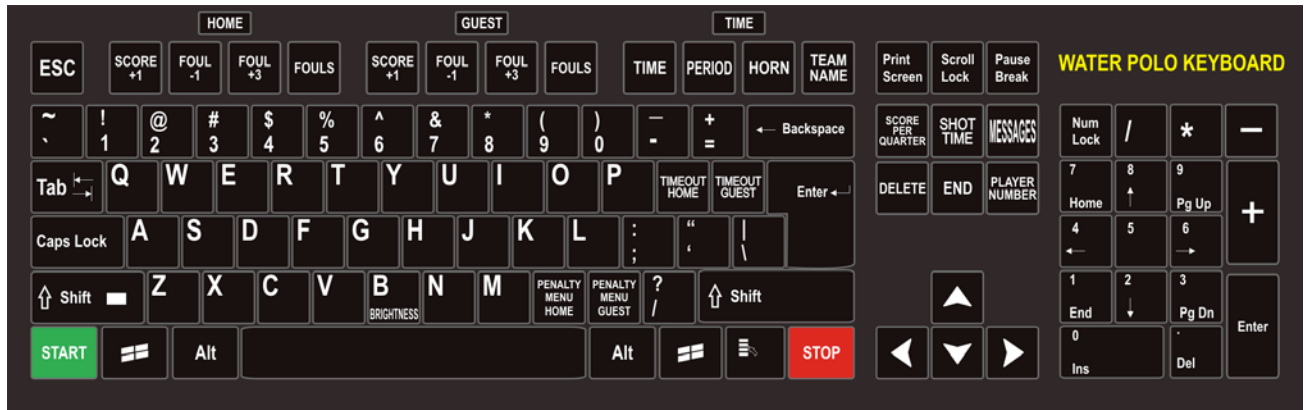 HOME GUEST TIME
ESC SCORE +1 FOUL -1 FOUL +3 FOULS SCORE +1 FOUL -1 FOUL +3 FOULS TIME PERIOD HORN TEAM NAME Print Screen Scroll Lock Pause Break WATER POLO KEYBOARD
~ ` ! 1 @ 2 # 3 $ 4 % 5 ^ 6 & 7 * 8 ( 9 ) 0 — - + = ← Backspace SCORE PER QUARTER SHOT TIME MESSAGES Num Lock / * —
Tab Q W E R T Y U I O P TIMEOUT HOME TIMEOUT GUEST Enter DELETE END PLAYER NUMBER 7 Home 8 ↑ 9 Pg Up +
Caps Lock A S D F G H J K L : ; “ ‘ | \ 4 ← 5 6 →
Shift Z X C V B BRIGHTNESS N M PENALTY MENU HOME PENALTY MENU GUEST ? / Shift 1 End 2 ↓ 3 Pg Dn Enter
START Alt Alt STOP 0 Ins . Del